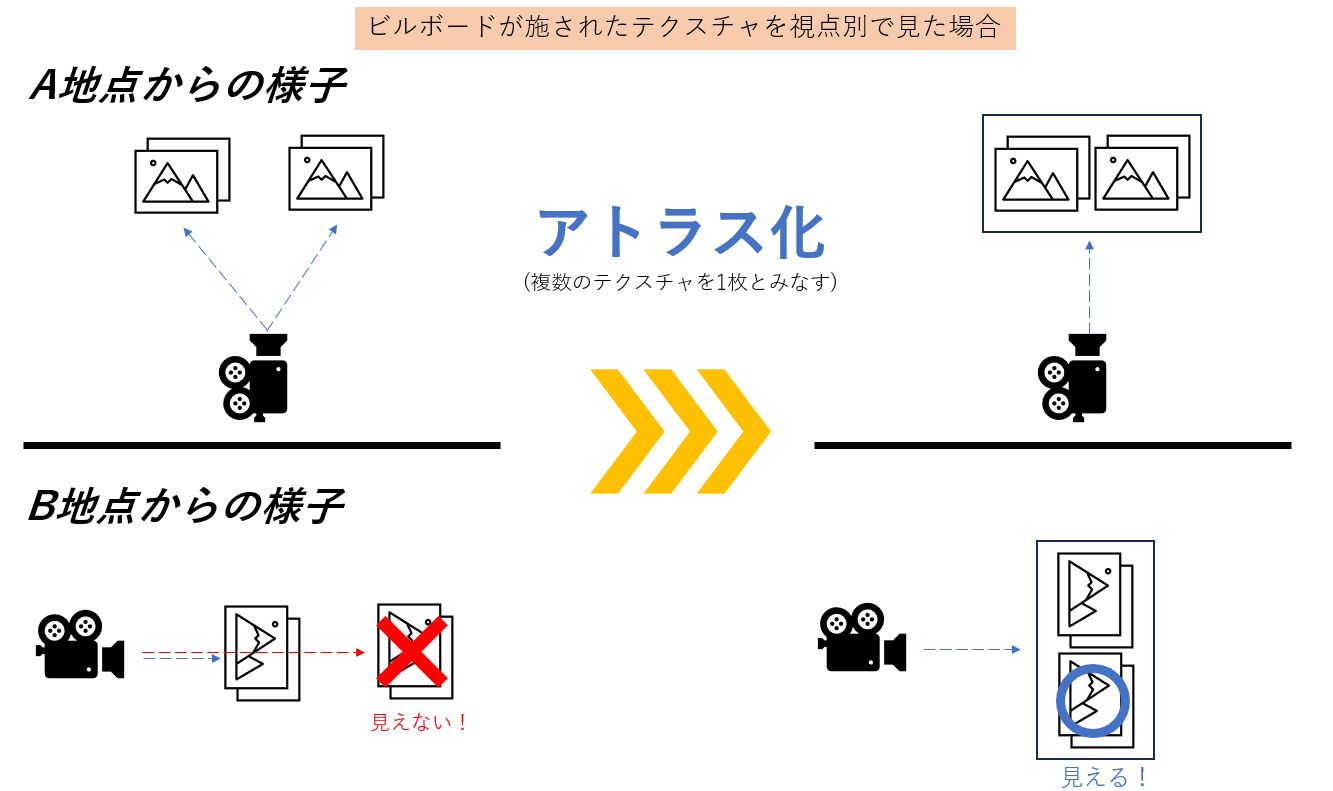 ビルボードが施されたテクスチャを視点別で見た場合
A地点からの様子
アトラス化
(複数のテクスチャを1枚とみなす)
B地点からの様子
見えない！
見える！